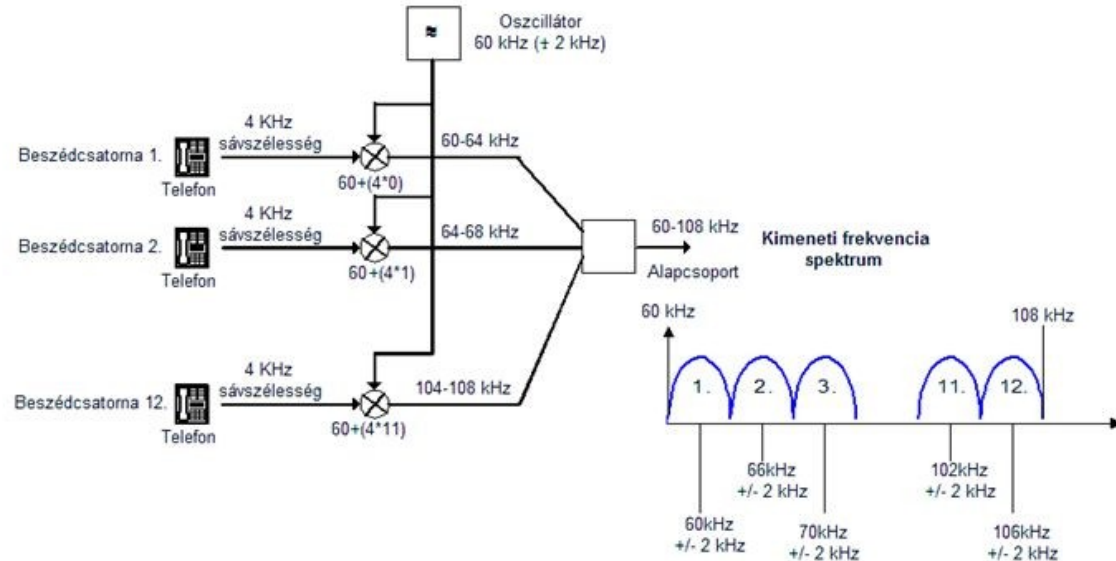 Oszcillátor
60 kHz (± 2 kHz)
4 KHz
sávszélesség
60-64 kHz
Beszédcsatorna 1.
Telefon
60+(4*0)
4 KHz
sávszélesség
64-68 kHz
Beszédcsatorna 2.
Telefon
60+(4*1)
60-108 kHz
Alapcsoport
Kimeneti frekvencia
spektrum
4 KHz
sávszélesség
104-108 kHz
Beszédcsatorna 12.
Telefon
60+(4*11)
60 kHz
108 kHz
1. 2. 3. 11. 12.
66kHz
+/- 2 kHz
102kHz
+/- 2 kHz
60kHz
+/- 2 kHz
70kHz
+/- 2 kHz
106kHz
+/- 2 kHz